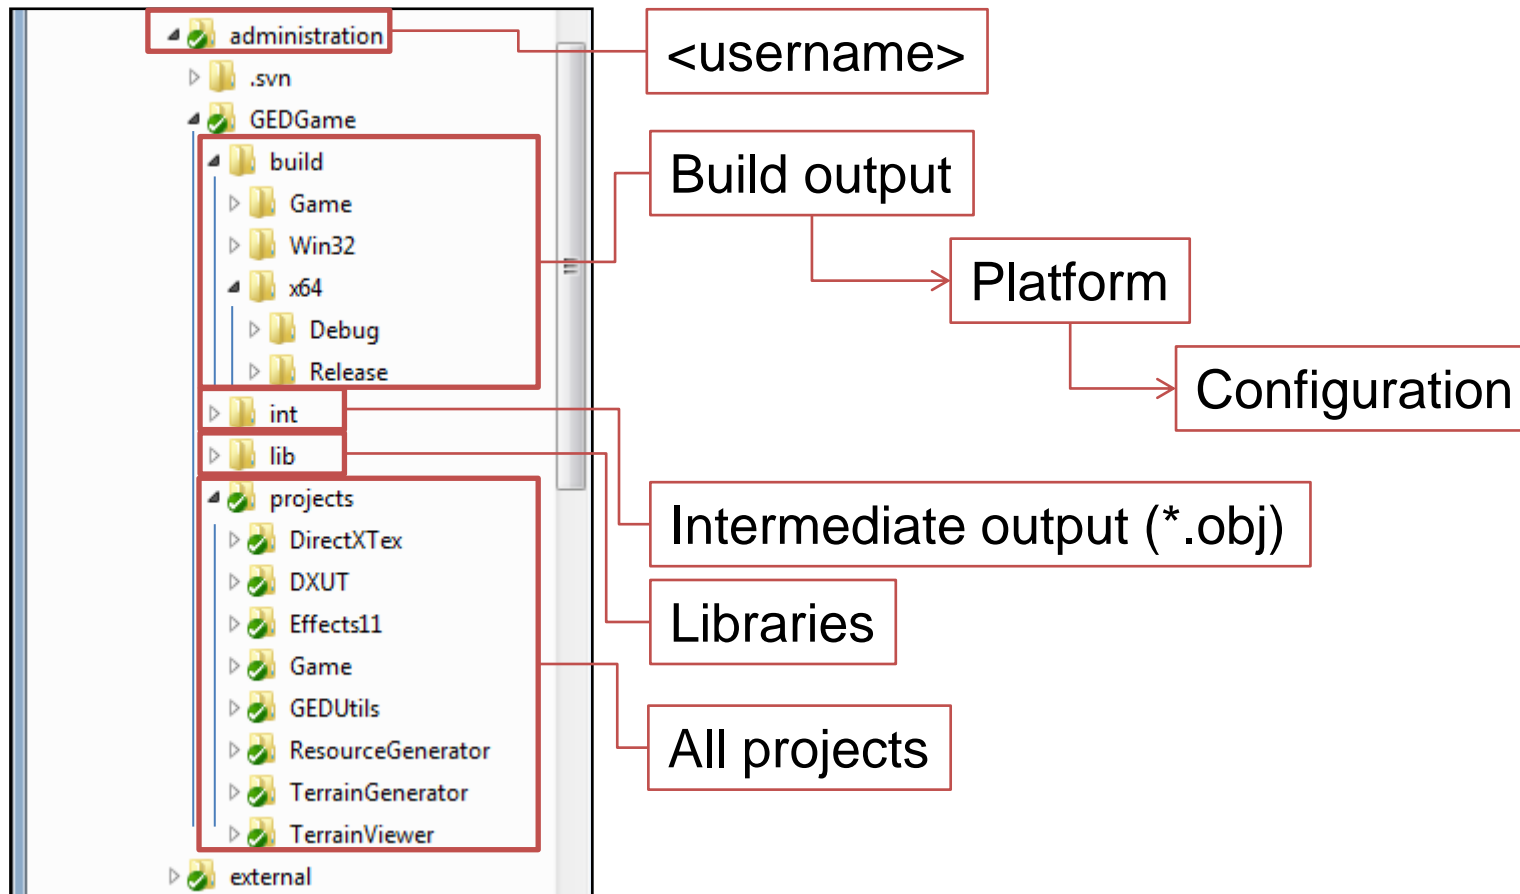 administration
.svn
GEDGame
build
Game
Win32
x64
Debug
Release
int
lib
projects
DirectXTex
DXUT
Effects11
Game
GEDUtils
ResourceGenerator
TerrainGenerator
TerrainViewer
external
<username>
Build output
Platform
Configuration
Intermediate output (*.obj)
Libraries
All projects